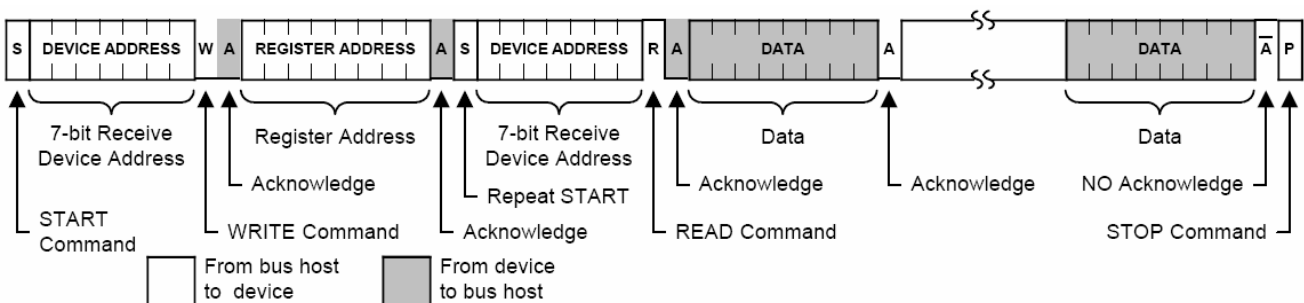 S DEVICE ADDRESS W A REGISTER ADDRESS A S DEVICE ADDRESS R A DATA A DATA A̅ P
7-bit Receive
Device Address
Register Address
7-bit Receive
Device Address
Data
Data
Acknowledge
Repeat START
Acknowledge
Acknowledge
NO Acknowledge
START
Command
WRITE Command
Acknowledge
READ Command
STOP Command
From bus host
to device
From device
to bus host